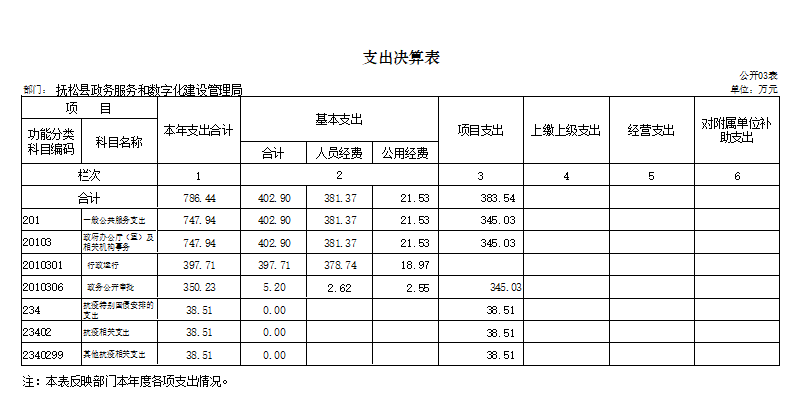 支出决算表
公开03表
部门： 抚松县政务服务和数字化建设管理局 单位：万元
项 目 本年支出合计 基本支出 项目支出 上缴上级支出 经营支出 对附属单位补助支出
功能分类科目编码 科目名称 合计 人员经费 公用经费
栏次 1 2 3 4 5 6
合计 786.44 402.90 381.37 21.53 383.54
201 一般公共服务支出 747.94 402.90 381.37 21.53 345.03
20103 政府办公厅（室）及相关机构事务 747.94 402.90 381.37 21.53 345.03
2010301 行政运行 397.71 397.71 378.74 18.97
2010306 政务公开审批 350.23 5.20 2.62 2.55 345.03
234 抗疫特别国债安排的支出 38.51 0.00 38.51
23402 抗疫相关支出 38.51 0.00 38.51
2340299 其他抗疫相关支出 38.51 0.00 38.51
注：本表反映部门本年度各项支出情况。